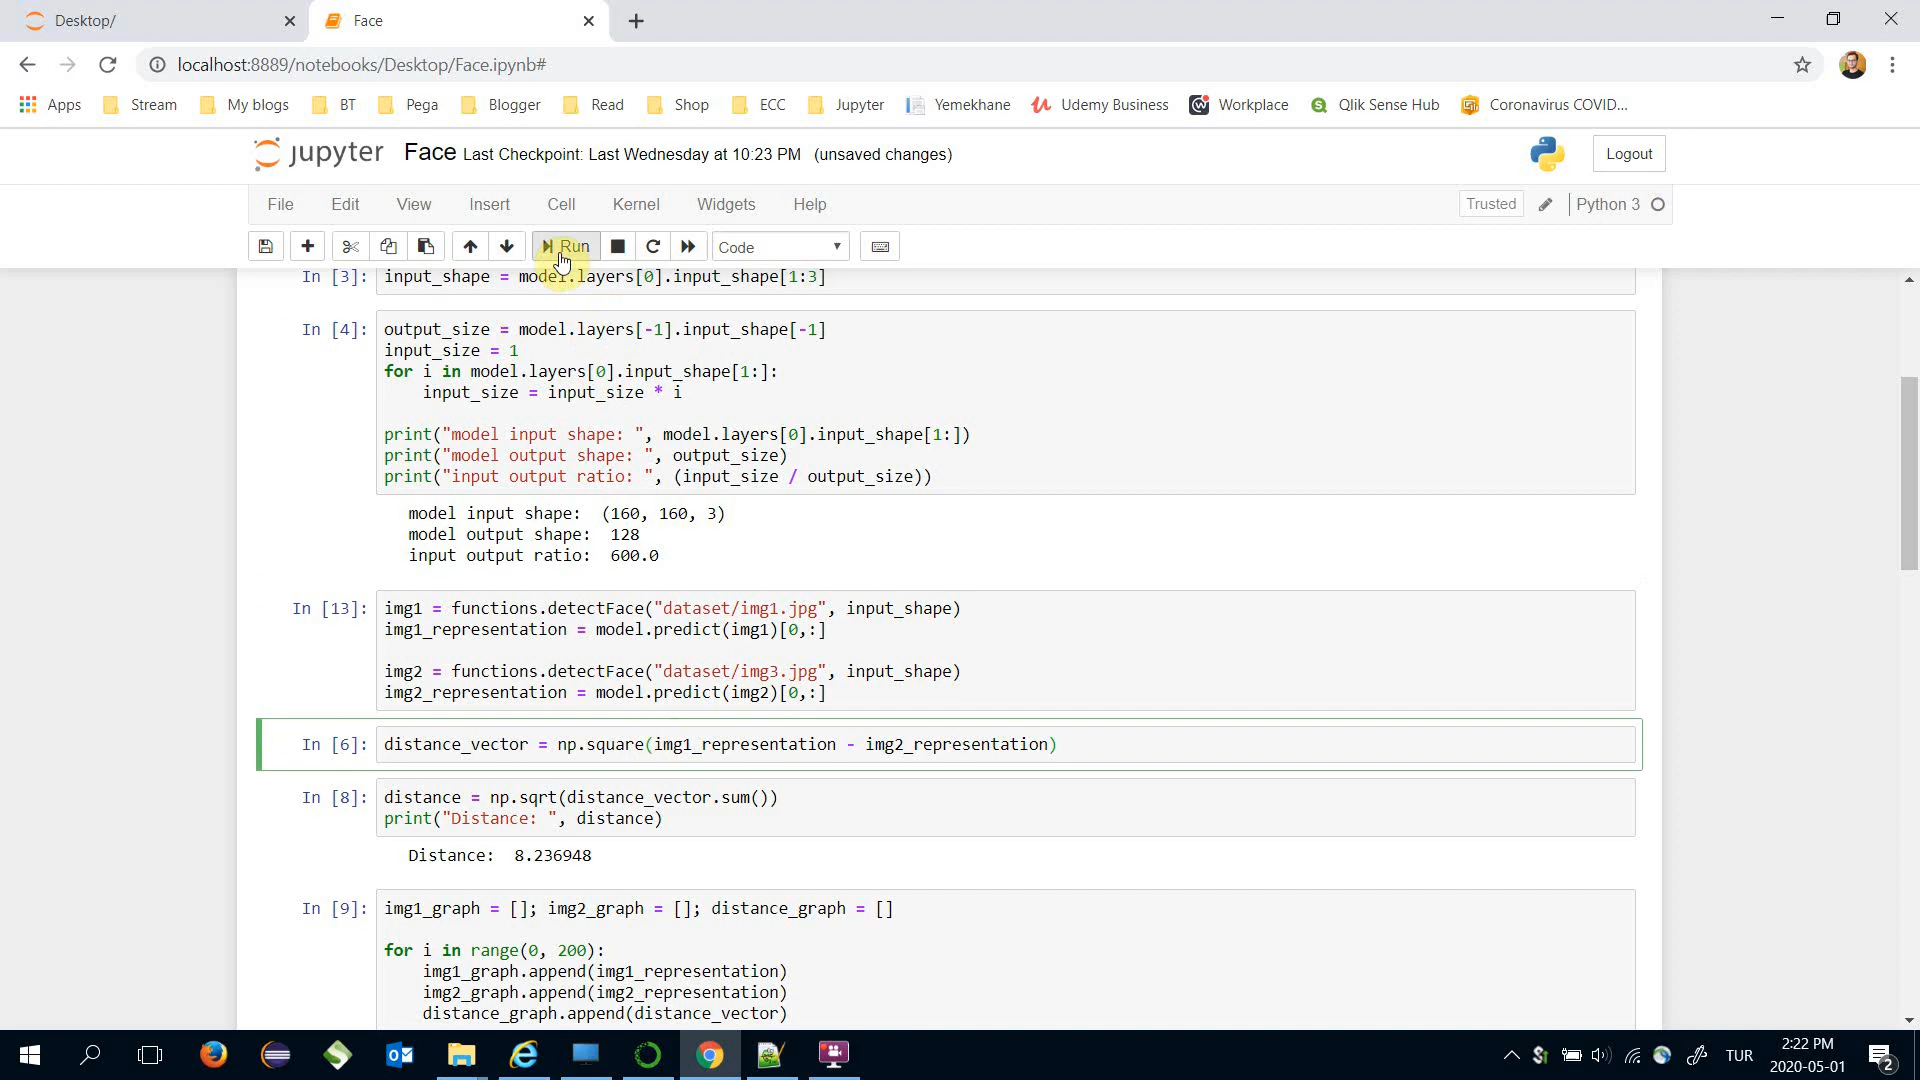 Desktop/
Face
localhost:8889/notebooks/Desktop/Face.ipynb#
Apps Stream My blogs BT Pega Blogger Read Shop ECC Jupyter Yemekhane Udemy Business Workplace Qlik Sense Hub Coronavirus COVID...
jupyter Face Last Checkpoint: Last Wednesday at 10:23 PM (unsaved changes) Logout
File Edit View Insert Cell Kernel Widgets Help Trusted Python 3
Run Code
In [3]: input_shape = model.layers[0].input_shape[1:3]
In [4]: output_size = model.layers[-1].input_shape[-1]
input_size = 1
for i in model.layers[0].input_shape[1:]:
    input_size = input_size * i
print("model input shape: ", model.layers[0].input_shape[1:])
print("model output shape: ", output_size)
print("input output ratio: ", (input_size / output_size))
model input shape:  (160, 160, 3)
model output shape:  128
input output ratio:  600.0
In [13]: img1 = functions.detectFace("dataset/img1.jpg", input_shape)
img1_representation = model.predict(img1)[0,:]
img2 = functions.detectFace("dataset/img3.jpg", input_shape)
img2_representation = model.predict(img2)[0,:]
In [6]: distance_vector = np.square(img1_representation - img2_representation)
In [8]: distance = np.sqrt(distance_vector.sum())
print("Distance: ", distance)
Distance:  8.236948
In [9]: img1_graph = []; img2_graph = []; distance_graph = []
for i in range(0, 200):
    img1_graph.append(img1_representation)
    img2_graph.append(img2_representation)
    distance_graph.append(distance_vector)
TUR
2:22 PM
2020-05-01
2